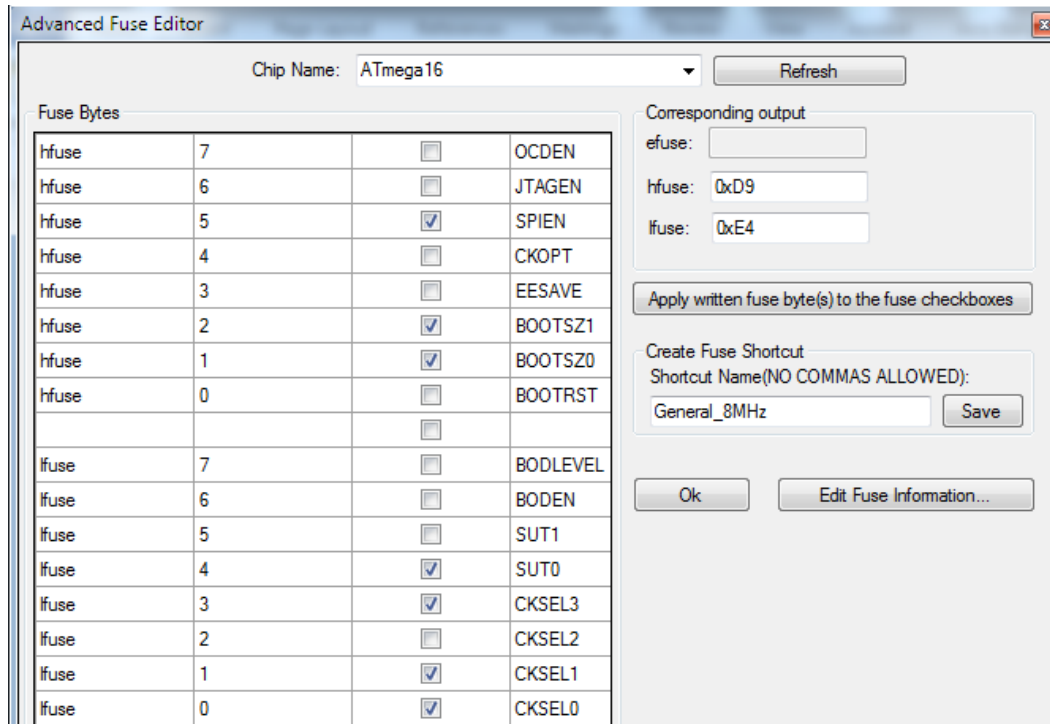 Advanced Fuse Editor
x
Chip Name: ATmega16 Refresh
Fuse Bytes
hfuse 7 OCDEN
hfuse 6 JTAGEN
hfuse 5 SPIEN
hfuse 4 CKOPT
hfuse 3 EESAVE
hfuse 2 BOOTSZ1
hfuse 1 BOOTSZ0
hfuse 0 BOOTRST
lfuse 7 BODLEVEL
lfuse 6 BODEN
lfuse 5 SUT1
lfuse 4 SUT0
lfuse 3 CKSEL3
lfuse 2 CKSEL2
lfuse 1 CKSEL1
lfuse 0 CKSEL0
Corresponding output
efuse:
hfuse: 0xD9
lfuse: 0xE4
Apply written fuse byte(s) to the fuse checkboxes
Create Fuse Shortcut
Shortcut Name(NO COMMAS ALLOWED):
General_8MHz Save
Ok Edit Fuse Information...